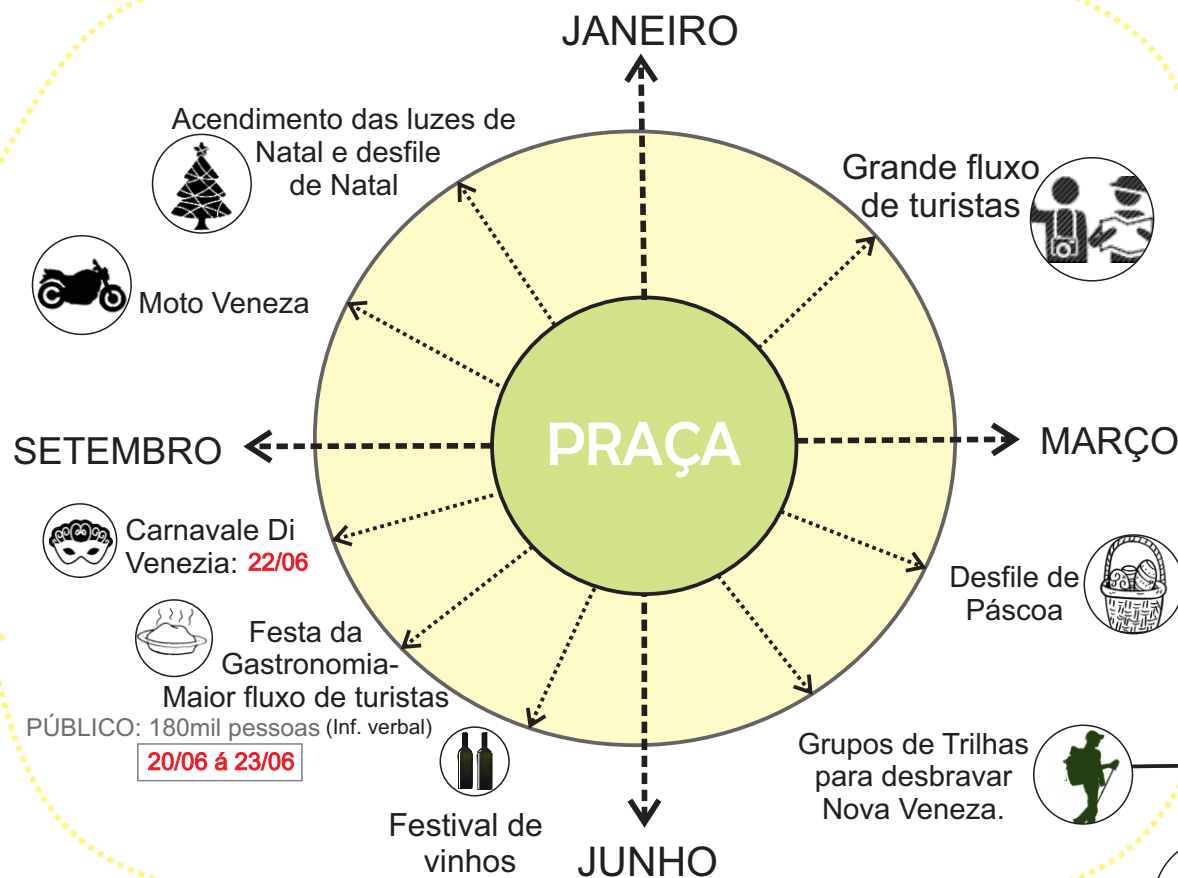 JANEIRO
Acendimento das luzes de
Natal e desfile
de Natal
Grande fluxo
de turistas
Moto Veneza
PRAÇA
SETEMBRO
MARÇO
Carnavale Di
Venezia: 22/06
Desfile de
Páscoa
Festa da
Gastronomia-
Maior fluxo de turistas
PÚBLICO: 180mil pessoas (Inf. verbal)
20/06 á 23/06
Grupos de Trilhas
para desbravar
Nova Veneza.
Festival de
vinhos
JUNHO